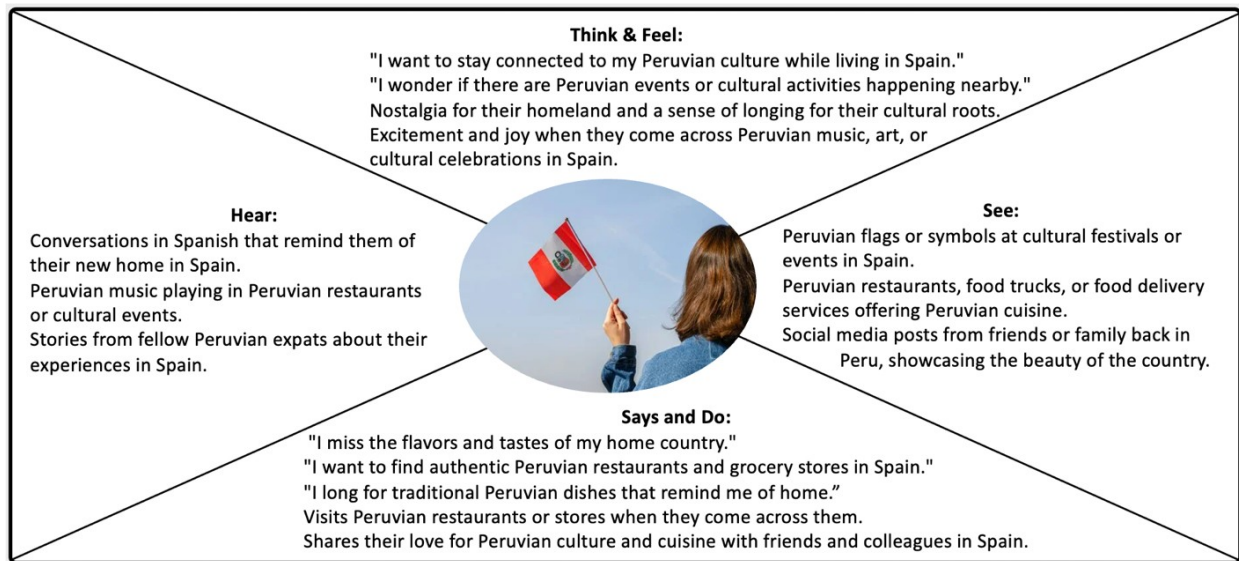 Think & Feel:
"I want to stay connected to my Peruvian culture while living in Spain."
"I wonder if there are Peruvian events or cultural activities happening nearby."
Nostalgia for their homeland and a sense of longing for their cultural roots.
Excitement and joy when they come across Peruvian music, art, or
cultural celebrations in Spain.
Hear:
Conversations in Spanish that remind them of
their new home in Spain.
Peruvian music playing in Peruvian restaurants
or cultural events.
Stories from fellow Peruvian expats about their
experiences in Spain.
See:
Peruvian flags or symbols at cultural festivals or
events in Spain.
Peruvian restaurants, food trucks, or food delivery
services offering Peruvian cuisine.
Social media posts from friends or family back in
Peru, showcasing the beauty of the country.
Says and Do:
"I miss the flavors and tastes of my home country."
"I want to find authentic Peruvian restaurants and grocery stores in Spain."
"I long for traditional Peruvian dishes that remind me of home.”
Visits Peruvian restaurants or stores when they come across them.
Shares their love for Peruvian culture and cuisine with friends and colleagues in Spain.